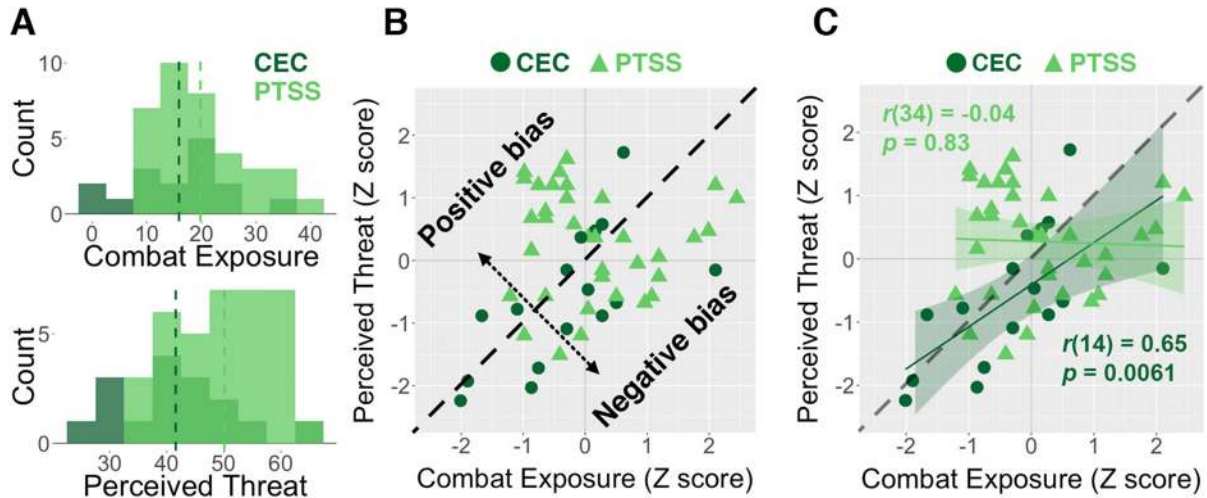 A
CEC
PTSS
Count
10
5
0
0 10 20 30 40
Combat Exposure
Count
5
0
30 40 50 60
Perceived Threat
B
CEC PTSS
Perceived Threat (Z score)
2
1
0
-1
-2
Positive bias
Negative bias
-2 -1 0 1 2
Combat Exposure (Z score)
C
CEC PTSS
Perceived Threat (Z score)
2
1
0
-1
-2
r(34) = -0.04
p = 0.83
r(14) = 0.65
p = 0.0061
-2 -1 0 1 2
Combat Exposure (Z score)